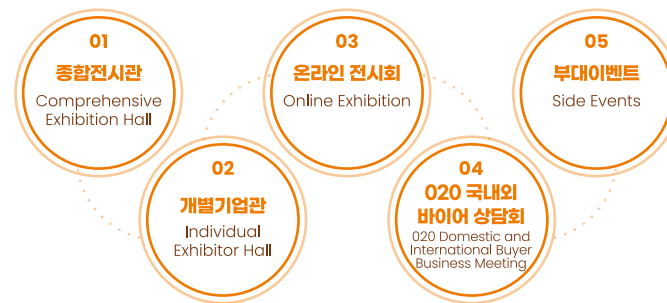 01
종합전시관
Comprehensive
Exhibition Hall
02
개별기업관
Individual
Exhibitor Hall
03
온라인 전시회
Online Exhibition
04
O2O 국내외
바이어 상담회
O2O Domestic and
International Buyer
Business Meeting
05
부대이벤트
Side Events